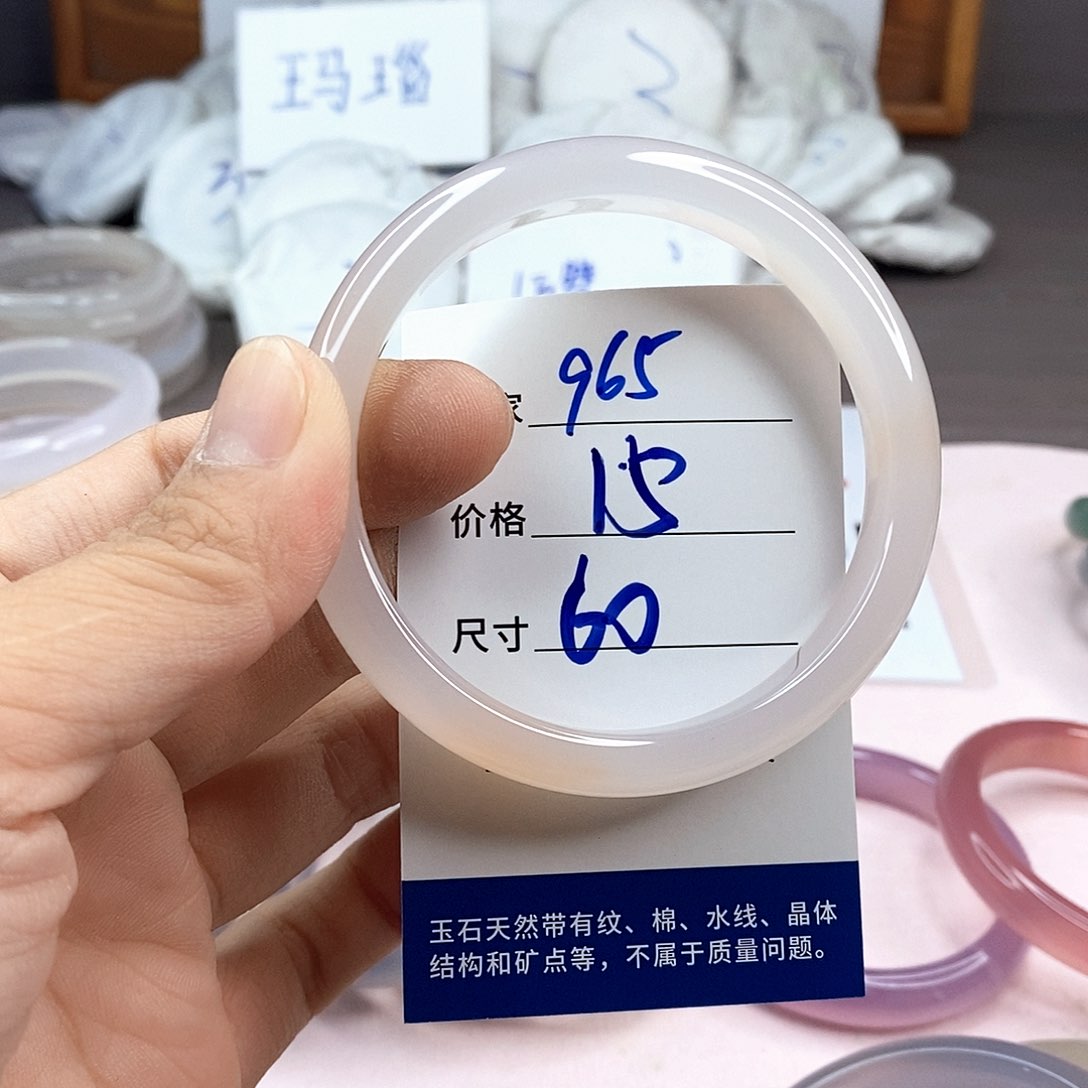 玉玛瑙
家 965
价格 15
尺寸 60
玉石天然带有纹、棉、水线、晶体
结构和矿点等，不属于质量问题。